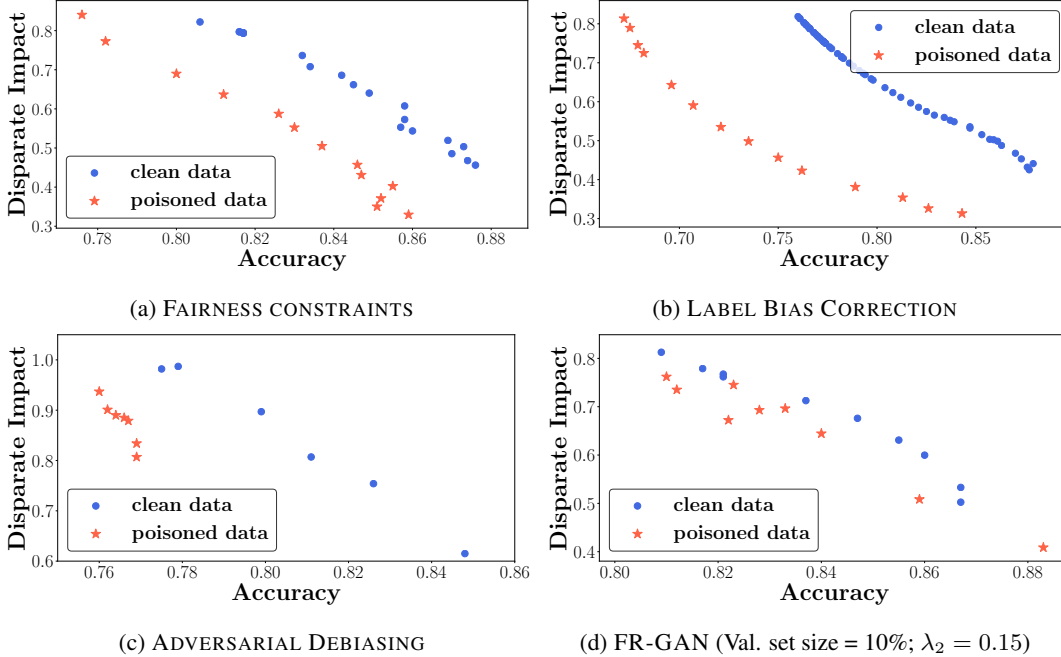 0.8
0.7
0.6
0.5
0.4
0.3
Disparate Impact
clean data
poisoned data
0.78 0.80 0.82 0.84 0.86 0.88
Accuracy
(a) FAIRNESS CONSTRAINTS
0.8
0.7
0.6
0.5
0.4
0.3
Disparate Impact
clean data
poisoned data
0.70 0.75 0.80 0.85
Accuracy
(b) LABEL BIAS CORRECTION
1.0
0.9
0.8
0.7
0.6
Disparate Impact
clean data
poisoned data
0.76 0.78 0.80 0.82 0.84 0.86
Accuracy
(c) ADVERSARIAL DEBIASING
0.8
0.7
0.6
0.5
0.4
Disparate Impact
clean data
poisoned data
0.80 0.82 0.84 0.86 0.88
Accuracy
(d) FR-GAN (Val. set size = 10%; λ₂ = 0.15)